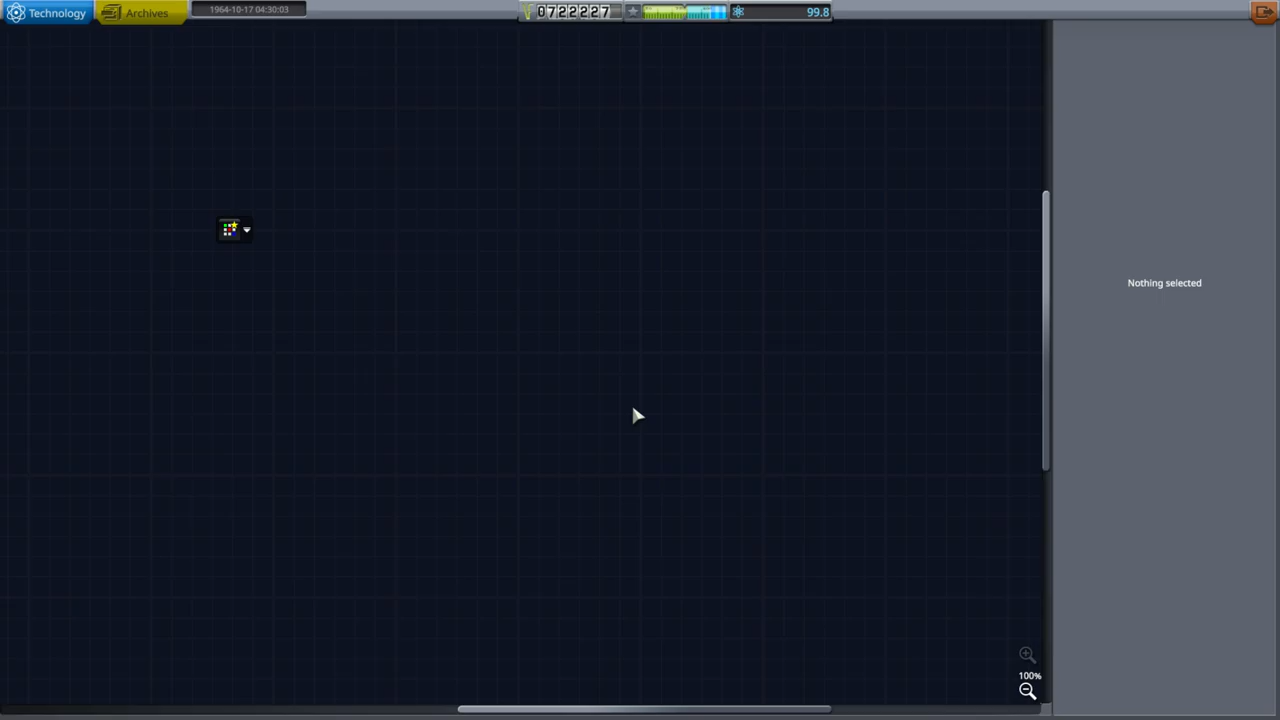 Technology
Archives
1964-10-17 04:30:03
0722227
99.8
Nothing selected
100%